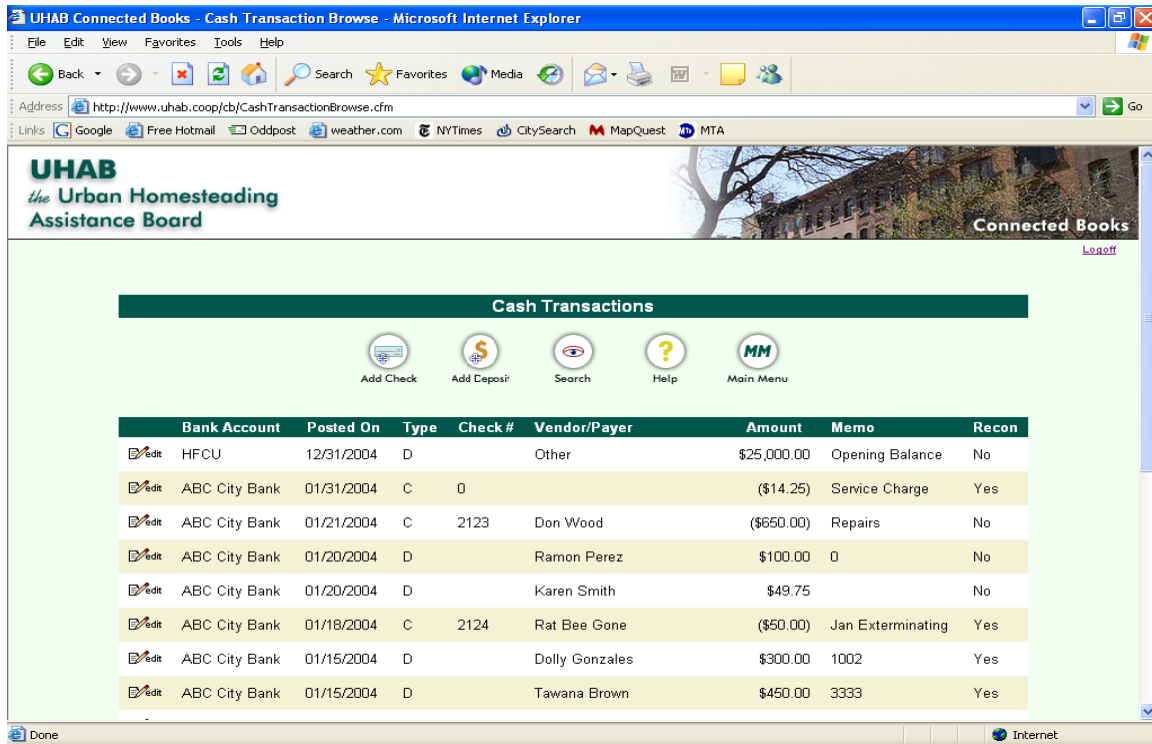 UHAB Connected Books - Cash Transaction Browse - Microsoft Internet Explorer
File Edit View Favorites Tools Help
Back Search Favorites Media
Address http://www.uhab.coop/cb/CashTransactionBrowse.cfm Go
Links Google Free Hotmail Oddpost weather.com NYTimes CitySearch MapQuest MTA
UHAB
the Urban Homesteading
Assistance Board
Connected Books
Logoff
Cash Transactions
MM
Add Check Add Deposit Search Help Main Menu
Bank Account Posted On Type Check # Vendor/Payer Amount Memo Recon
edit HFCU 12/31/2004 D Other $25,000.00 Opening Balance No
edit ABC City Bank 01/31/2004 C 0 ($14.25) Service Charge Yes
edit ABC City Bank 01/21/2004 C 2123 Don Wood ($650.00) Repairs No
edit ABC City Bank 01/20/2004 D Ramon Perez $100.00 0 No
edit ABC City Bank 01/20/2004 D Karen Smith $49.75 No
edit ABC City Bank 01/18/2004 C 2124 Rat Bee Gone ($50.00) Jan Exterminating Yes
edit ABC City Bank 01/15/2004 D Dolly Gonzales $300.00 1002 Yes
edit ABC City Bank 01/15/2004 D Tawana Brown $450.00 3333 Yes
Done Internet